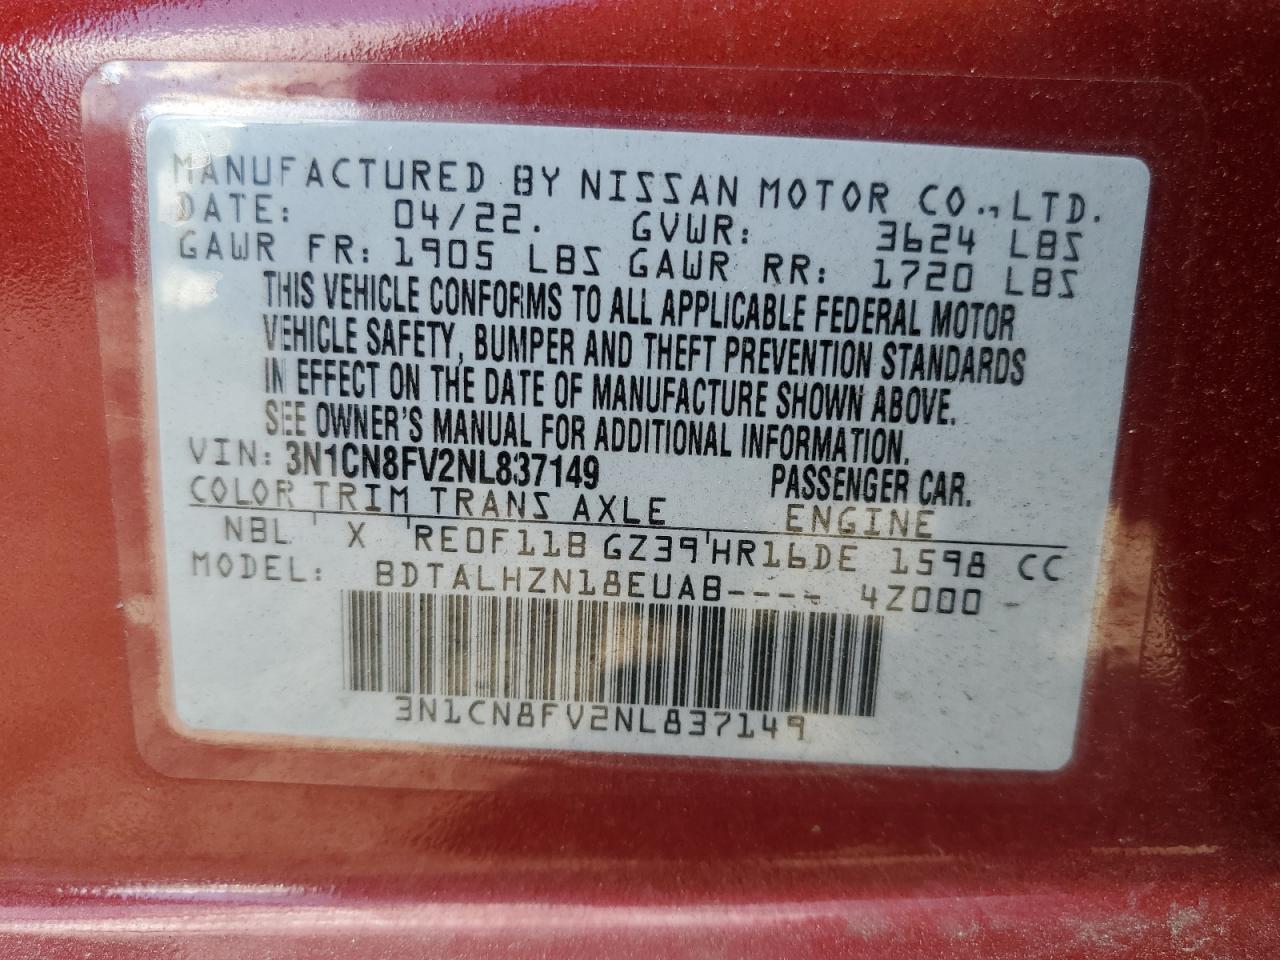 MANUFACTURED BY NISSAN MOTOR CO., LTD.
DATE: 04/22. GVWR: 3624 LBS
GAWR FR: 1905 LBS GAWR RR: 1720 LBS
THIS VEHICLE CONFORMS TO ALL APPLICABLE FEDERAL MOTOR
VEHICLE SAFETY, BUMPER AND THEFT PREVENTION STANDARDS
IN EFFECT ON THE DATE OF MANUFACTURE SHOWN ABOVE.
SEE OWNER'S MANUAL FOR ADDITIONAL INFORMATION.
VIN: 3N1CN8FV2NL837149 PASSENGER CAR.
COLOR TRIM TRANS AXLE ENGINE
NBL X RE0F11B GZ39 HR16DE 1598 CC
MODEL: BDTALHZN18EUAB---- 4Z000 -
3N1CN8FV2NL837149